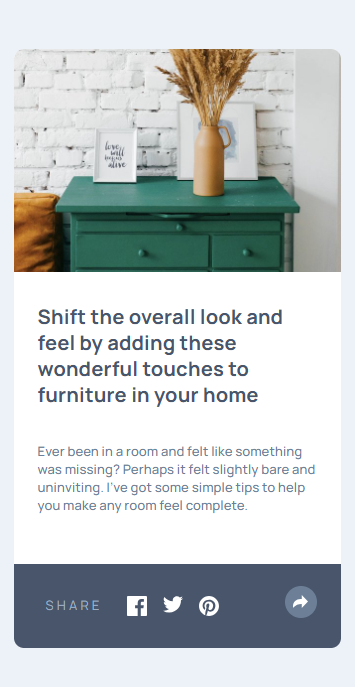 love
will
begins
alive
Shift the overall look and
feel by adding these
wonderful touches to
furniture in your home
Ever been in a room and felt like something
was missing? Perhaps it felt slightly bare and
uninviting. I've got some simple tips to help
you make any room feel complete.
SHARE